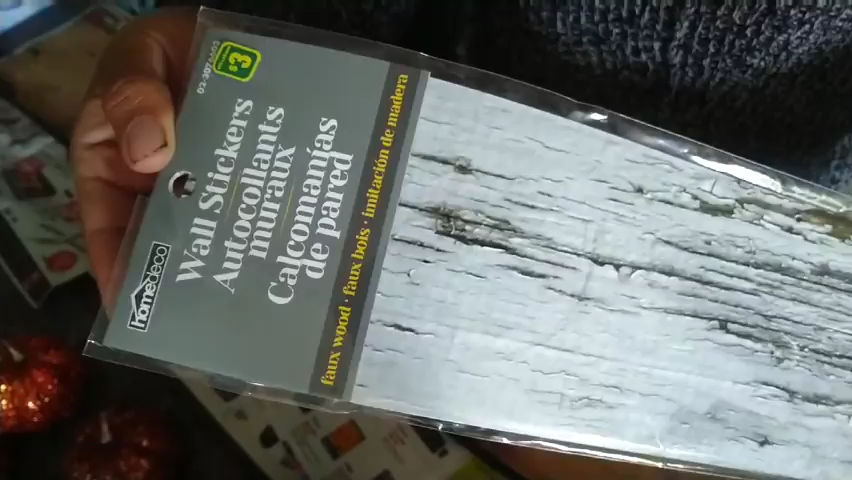 $3
Wall Stickers
Autocollants
muraux
Calcomanías
de pared
homedeco
faux wood • faux bois • imitación de madera